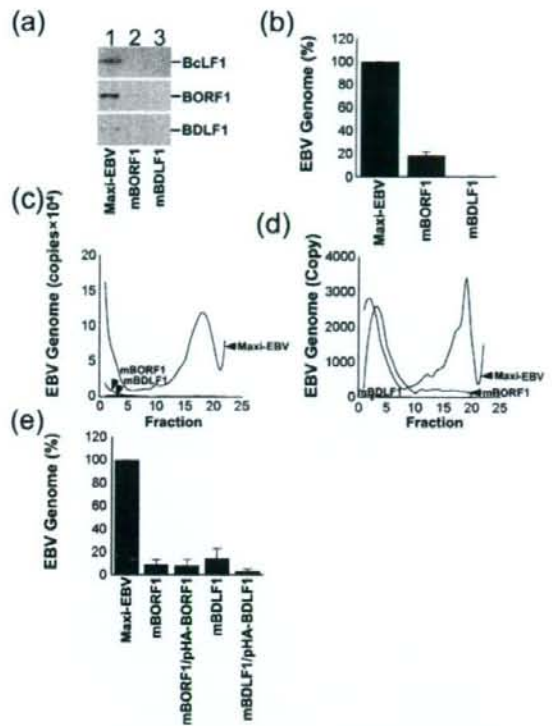 (a)
1 2 3
BcLF1
BORF1
BDLF1
Maxi-EBV
mBORF1
mBDLF1
(b)
EBV Genome (%)
120
100
80
60
40
20
0
Maxi-EBV
mBORF1
mBDLF1
(c)
EBV Genome (copies×10⁴)
20
15
10
5
0
mBORF1
mBDLF1
Maxi-EBV
0 5 10 15 20 25
Fraction
(d)
EBV Genome (Copy)
4000
3000
2000
1000
0
mBDLF1
Maxi-EBV
mBORF1
0 5 10 15 20 25
Fraction
(e)
EBV Genome (%)
120
100
80
60
40
20
0
Maxi-EBV
mBORF1
mBORF1/pHA-BORF1
mBDLF1
mBDLF1/pHA-BDLF1